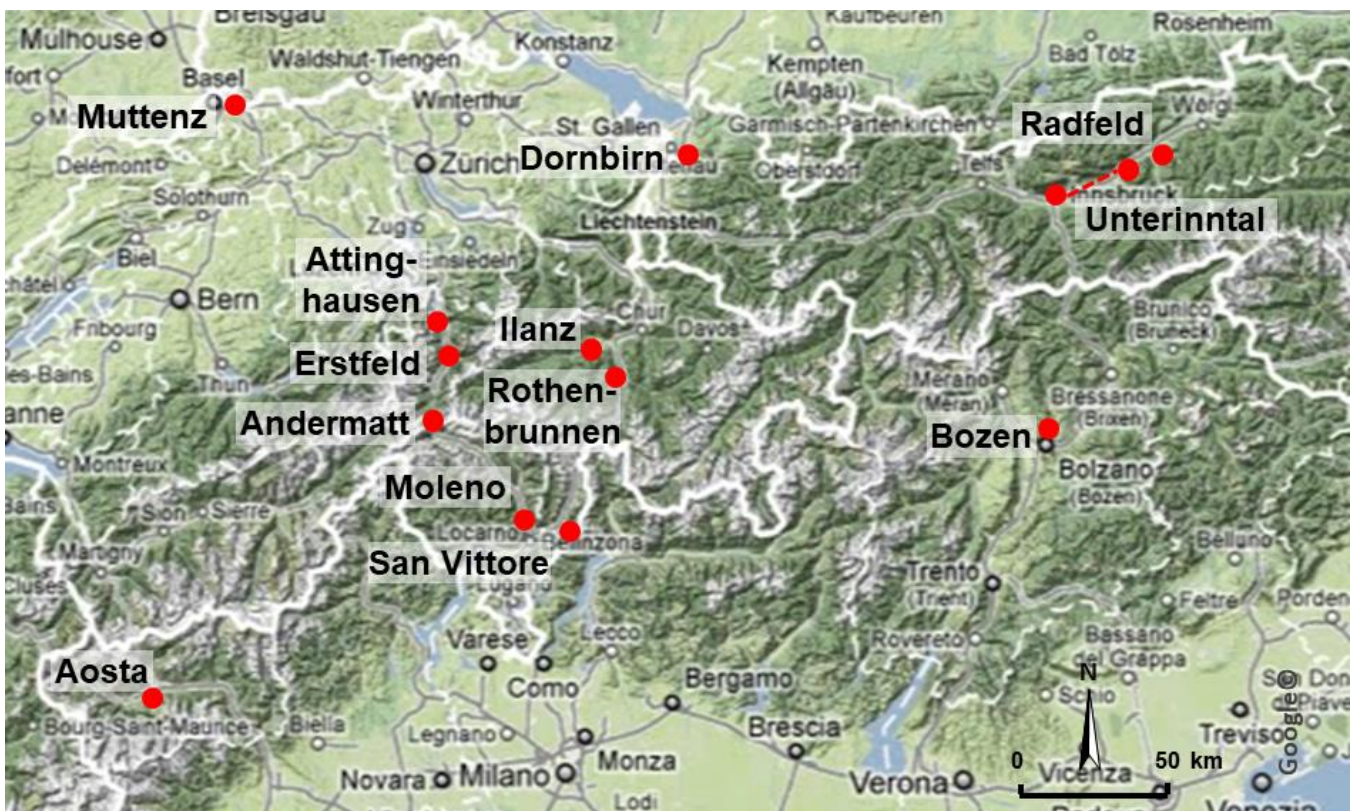 Breisgau
Kaufbeuren
Rosenheim
Mulhouse
Konstanz
Bad Tölz
Waldshut-Tiengen
Kempten
(Allgäu)
Basel
Winterthur
Wörgl
Muttenz
St. Gallen
Garmisch-Partenkirchen
Radfeld
Delémont
Zürich
Dornbirn
Oberstdorf
Telfs
Solothurn
Innsbruck
Unterinntal
Zug
Liechtenstein
Atting-
hausen
Einsiedeln
Biel
Bern
Chur
Davos
Brunico
(Bruneck)
Fribourg
Ilanz
Erstfeld
Thun
Rothen-
brunnen
Merano
(Meran)
Bressanone
(Brixen)
Andermatt
Bozen
Montreux
Bolzano
(Bozen)
Moleno
Sion
Sierre
Locarno
Bellinzona
San Vittore
Martigny
Belluno
Cluses
Lugano
Trento
(Trient)
Feltre
Varese
Lecco
Rovereto
Bassano
del Grappa
Aosta
Como
Bergamo
N
Schio
Bourg-Saint-Maurice
Biella
Legnano
Monza
Brescia
Treviso
Google©
0 50 km
Novara
Milano
Verona
Vicenza
Lodi